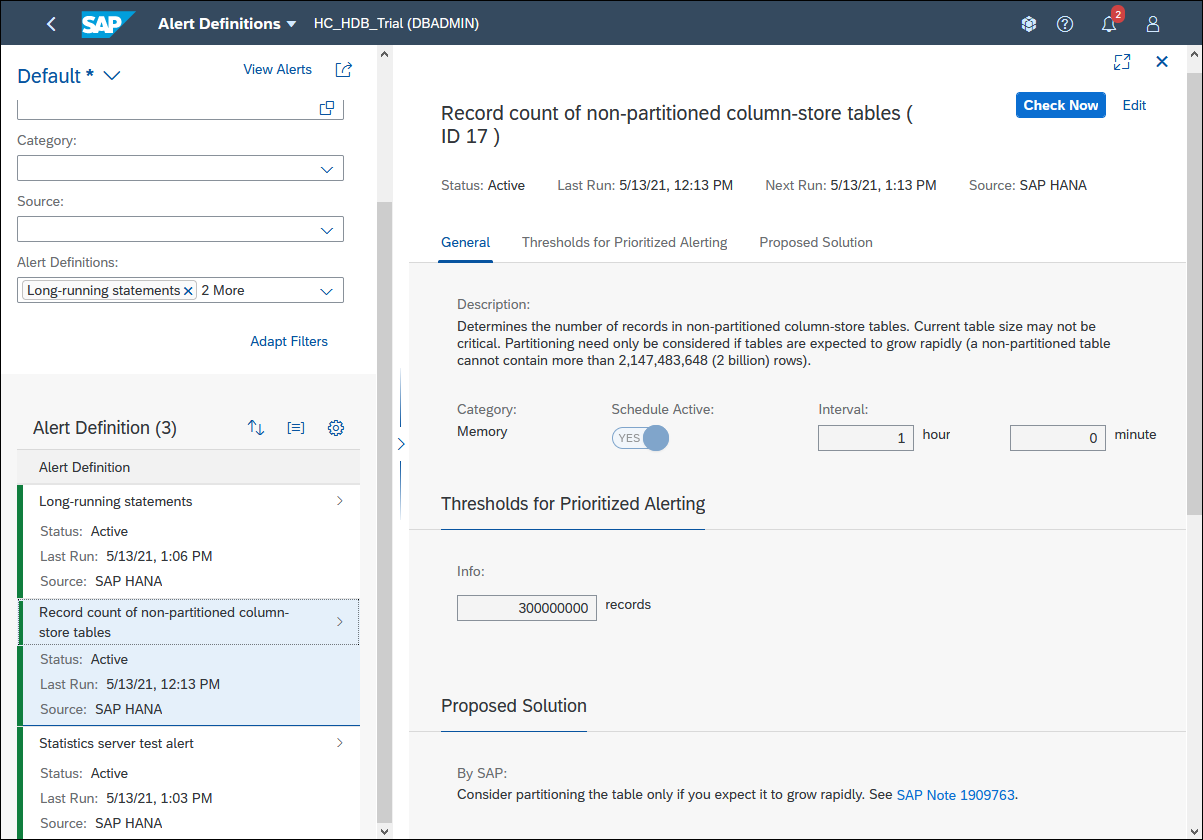 SAP Alert Definitions HC_HDB_Trial (DBADMIN) 2
Default *
View Alerts
Category:
Source:
Alert Definitions:
Long-running statements 2 More
Adapt Filters
Alert Definition (3)
Alert Definition
Long-running statements
Status: Active
Last Run: 5/13/21, 1:06 PM
Source: SAP HANA
Record count of non-partitioned column-
store tables
Status: Active
Last Run: 5/13/21, 12:13 PM
Source: SAP HANA
Statistics server test alert
Status: Active
Last Run: 5/13/21, 1:03 PM
Source: SAP HANA
Record count of non-partitioned column-store tables (
ID 17 )
Check Now Edit
Status: Active Last Run: 5/13/21, 12:13 PM Next Run: 5/13/21, 1:13 PM Source: SAP HANA
General Thresholds for Prioritized Alerting Proposed Solution
Description:
Determines the number of records in non-partitioned column-store tables. Current table size may not be
critical. Partitioning need only be considered if tables are expected to grow rapidly (a non-partitioned table
cannot contain more than 2,147,483,648 (2 billion) rows).
Category: Schedule Active: Interval:
Memory YES 1 hour 0 minute
Thresholds for Prioritized Alerting
Info:
300000000 records
Proposed Solution
By SAP:
Consider partitioning the table only if you expect it to grow rapidly. See SAP Note 1909763.